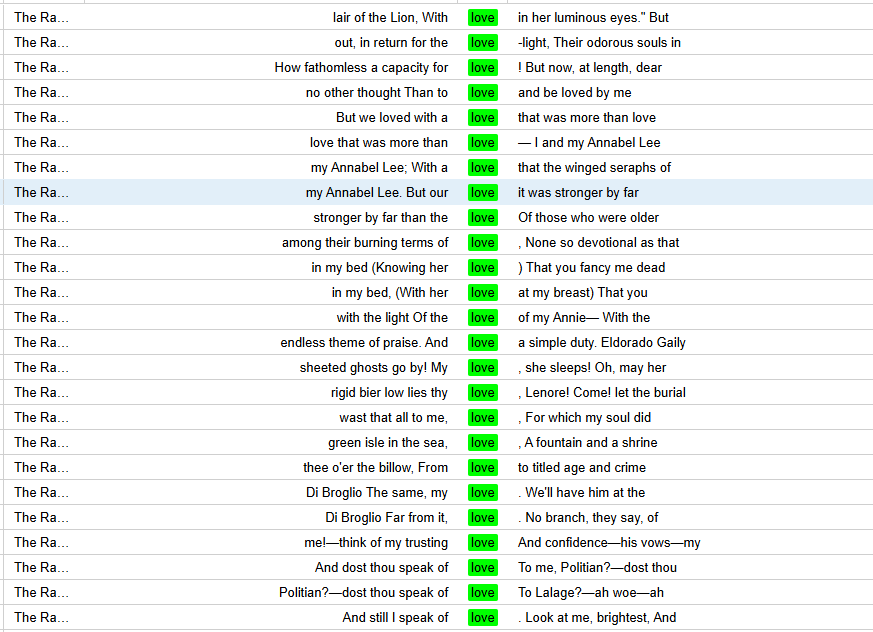 The Ra… lair of the Lion, With love in her luminous eyes." But
The Ra… out, in return for the love -light, Their odorous souls in
The Ra… How fathomless a capacity for love ! But now, at length, dear
The Ra… no other thought Than to love and be loved by me
The Ra… But we loved with a love that was more than love
The Ra… love that was more than love — I and my Annabel Lee
The Ra… my Annabel Lee; With a love that the winged seraphs of
The Ra… my Annabel Lee. But our love it was stronger by far
The Ra… stronger by far than the love Of those who were older
The Ra… among their burning terms of love , None so devotional as that
The Ra… in my bed (Knowing her love ) That you fancy me dead
The Ra… in my bed, (With her love at my breast) That you
The Ra… with the light Of the love of my Annie— With the
The Ra… endless theme of praise. And love a simple duty. Eldorado Gaily
The Ra… sheeted ghosts go by! My love , she sleeps! Oh, may her
The Ra… rigid bier low lies thy love , Lenore! Come! let the burial
The Ra… wast that all to me, love , For which my soul did
The Ra… green isle in the sea, love , A fountain and a shrine
The Ra… thee o'er the billow, From love to titled age and crime
The Ra… Di Broglio The same, my love . We'll have him at the
The Ra… Di Broglio Far from it, love . No branch, they say, of
The Ra… me!—think of my trusting love And confidence—his vows—my
The Ra… And dost thou speak of love To me, Politian?—dost thou
The Ra… Politian?—dost thou speak of love To Lalage?—ah woe—ah
The Ra… And still I speak of love . Look at me, brightest, And